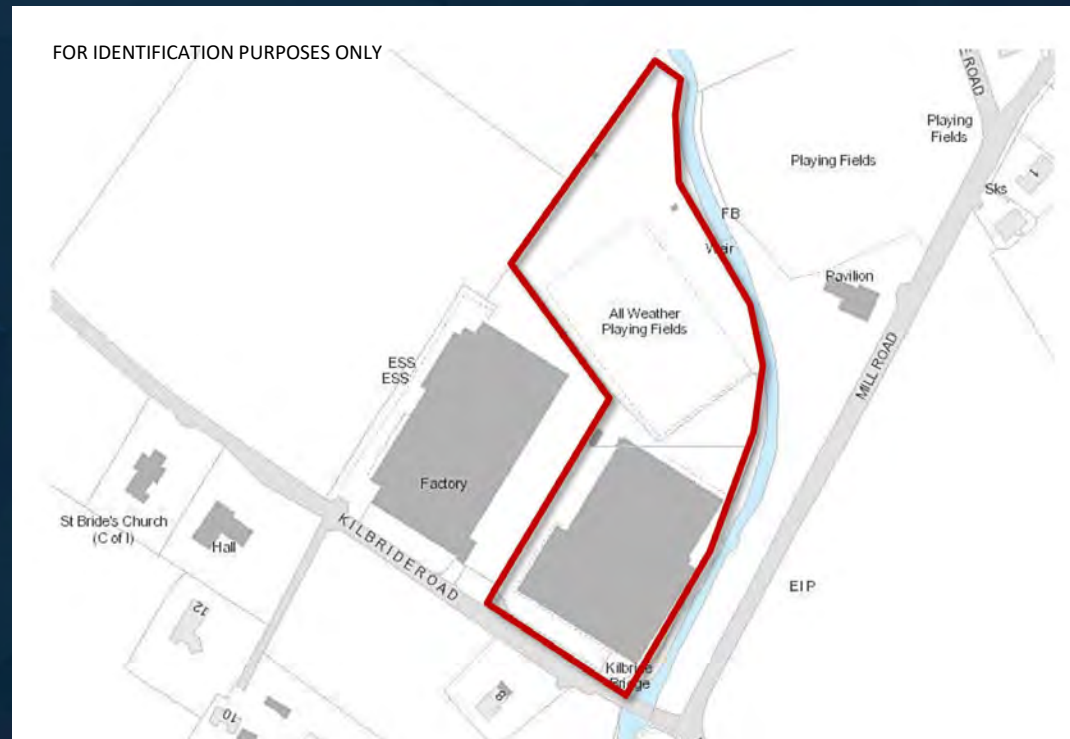 FOR IDENTIFICATION PURPOSES ONLY
Playing
Fields
Playing Fields
1
Sks
FB
Weir
Pavilion
All Weather
Playing Fields
ESS
ESS
MILL ROAD
Factory
St Bride's Church
(C of I)
Hall
KILBRIDE ROAD
EIP
12
Kilbride
Bridge
8
10